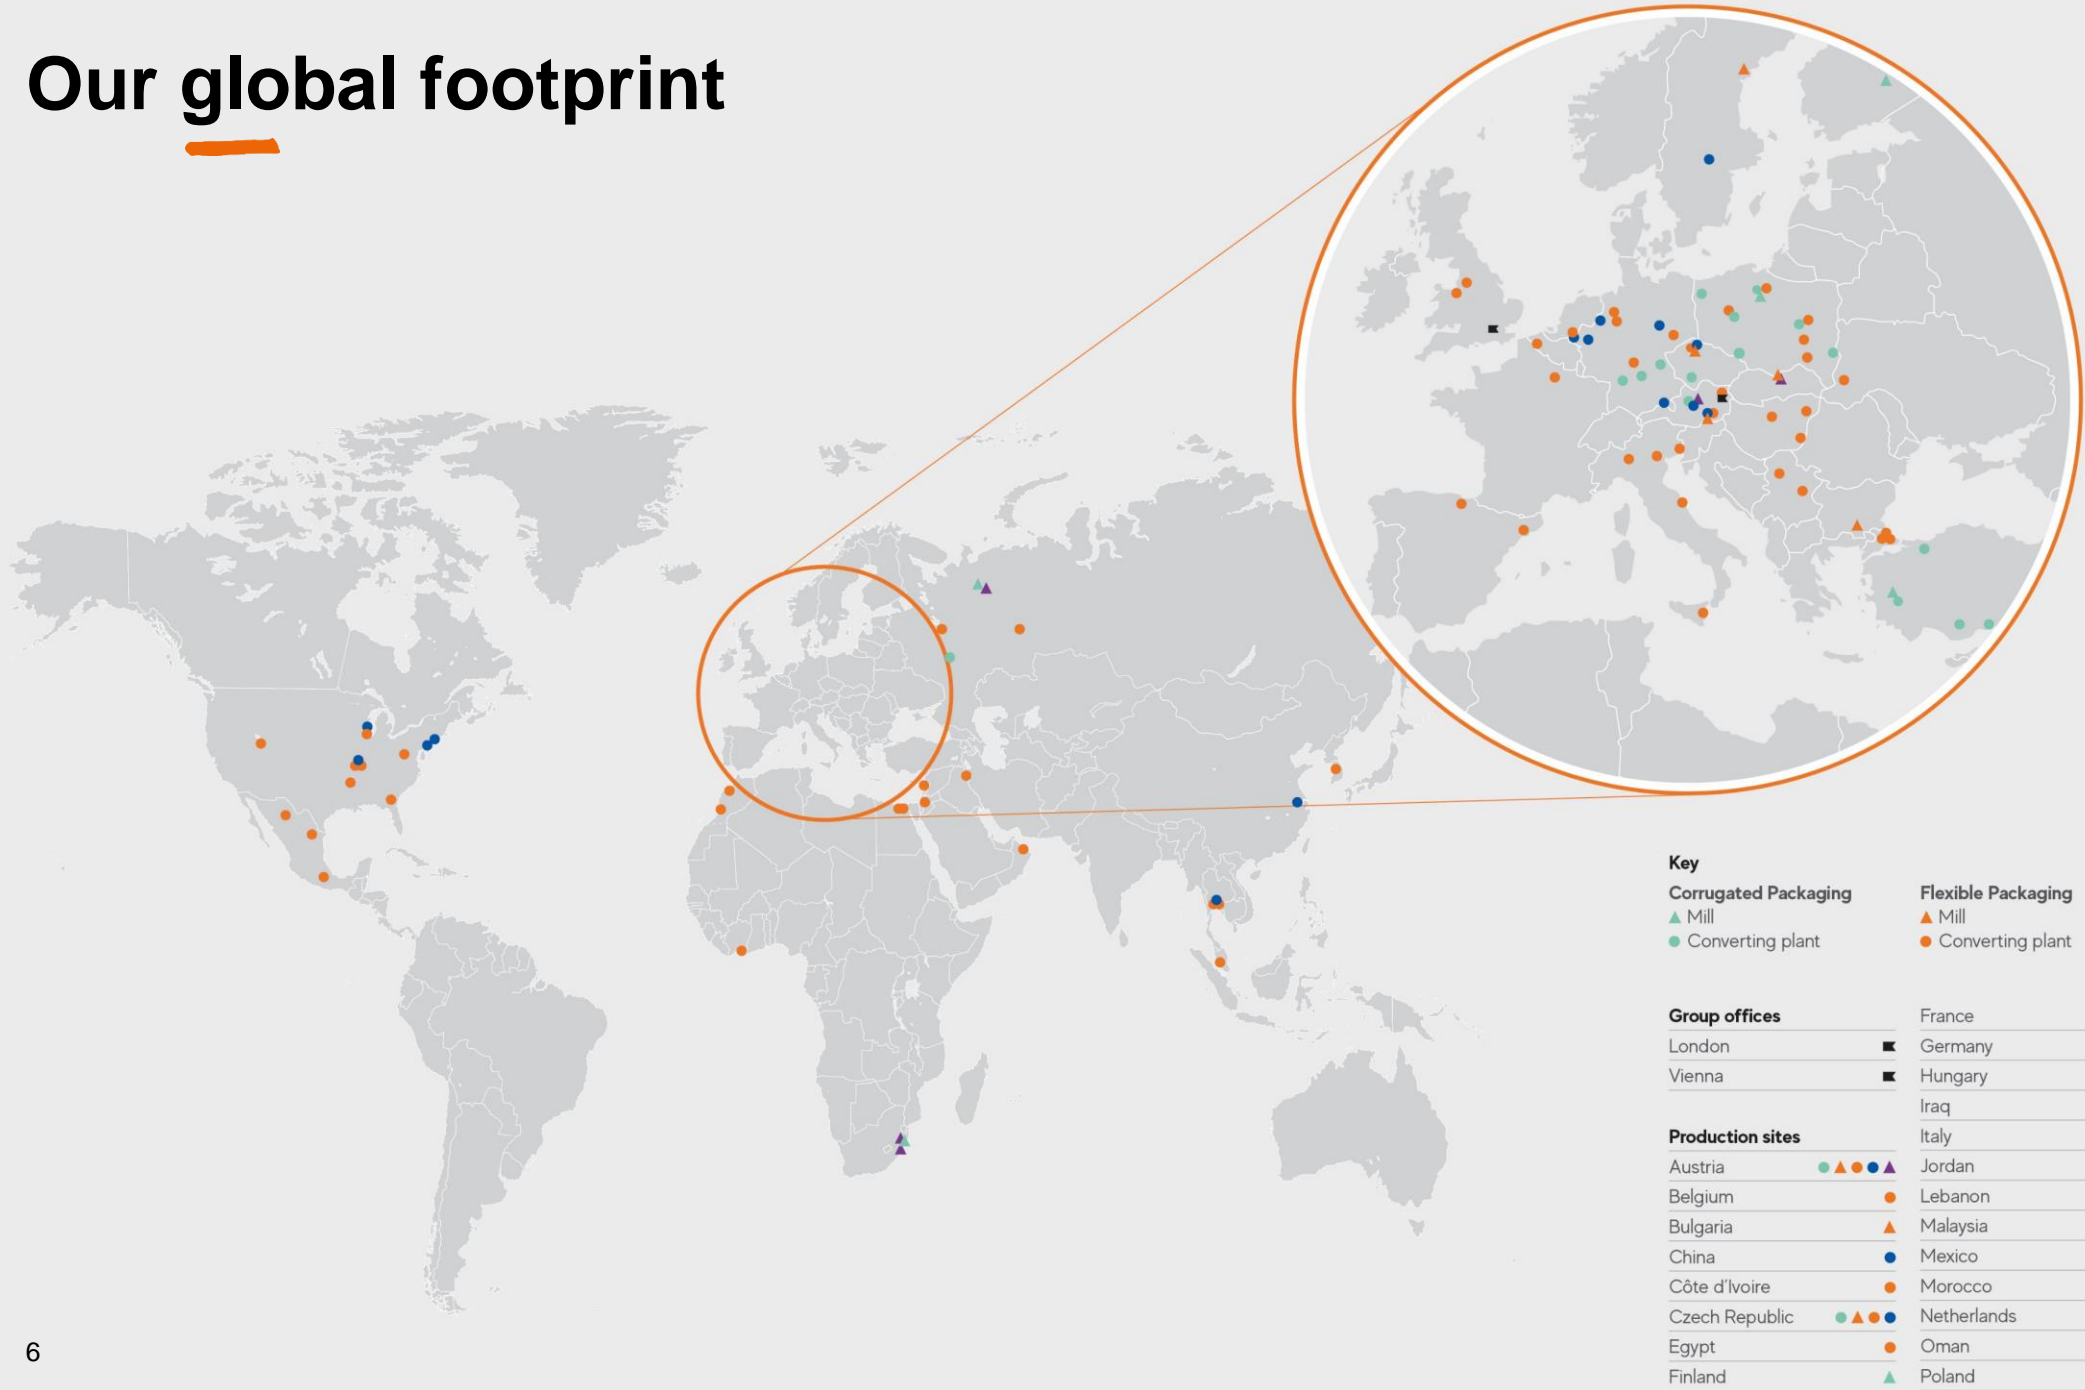 Our global footprint
Key
Corrugated Packaging
Mill
Converting plant
Flexible Packaging
Mill
Converting plant
Group offices
London
Vienna
Production sites
Austria
Belgium
Bulgaria
China
Côte d'Ivoire
Czech Republic
Egypt
Finland
France
Germany
Hungary
Iraq
Italy
Jordan
Lebanon
Malaysia
Mexico
Morocco
Netherlands
Oman
Poland
6